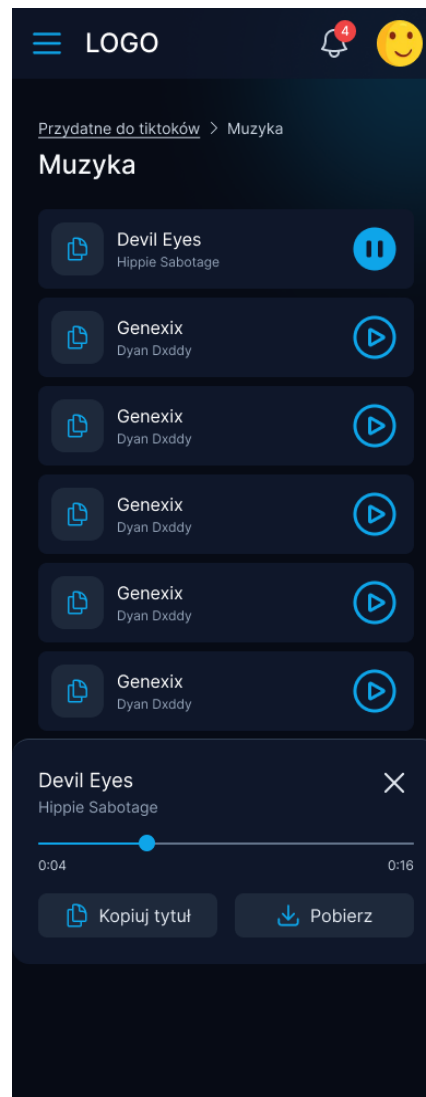 LOGO
4
Przydatne do tiktoków > Muzyka
Muzyka
Devil Eyes
Hippie Sabotage
Genexix
Dyan Dxddy
Genexix
Dyan Dxddy
Genexix
Dyan Dxddy
Genexix
Dyan Dxddy
Genexix
Dyan Dxddy
Devil Eyes
Hippie Sabotage
0:04 0:16
Kopiuj tytuł Pobierz